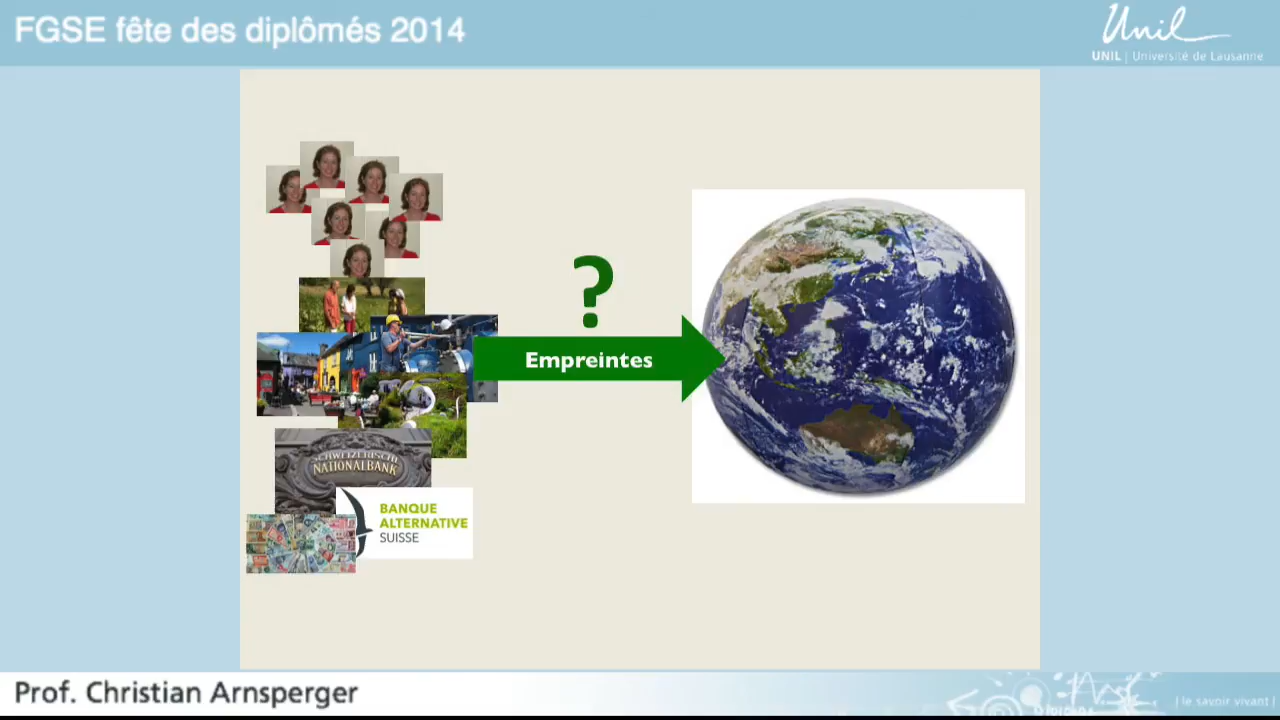 FGSE fête des diplômés 2014
Unil
UNIL | Université de Lausanne
?
Empreintes
SCHWEIZERISCHE
NATIONALBANK
BANQUE
ALTERNATIVE
SUISSE
Prof. Christian Arnsperger
| le savoir vivant |